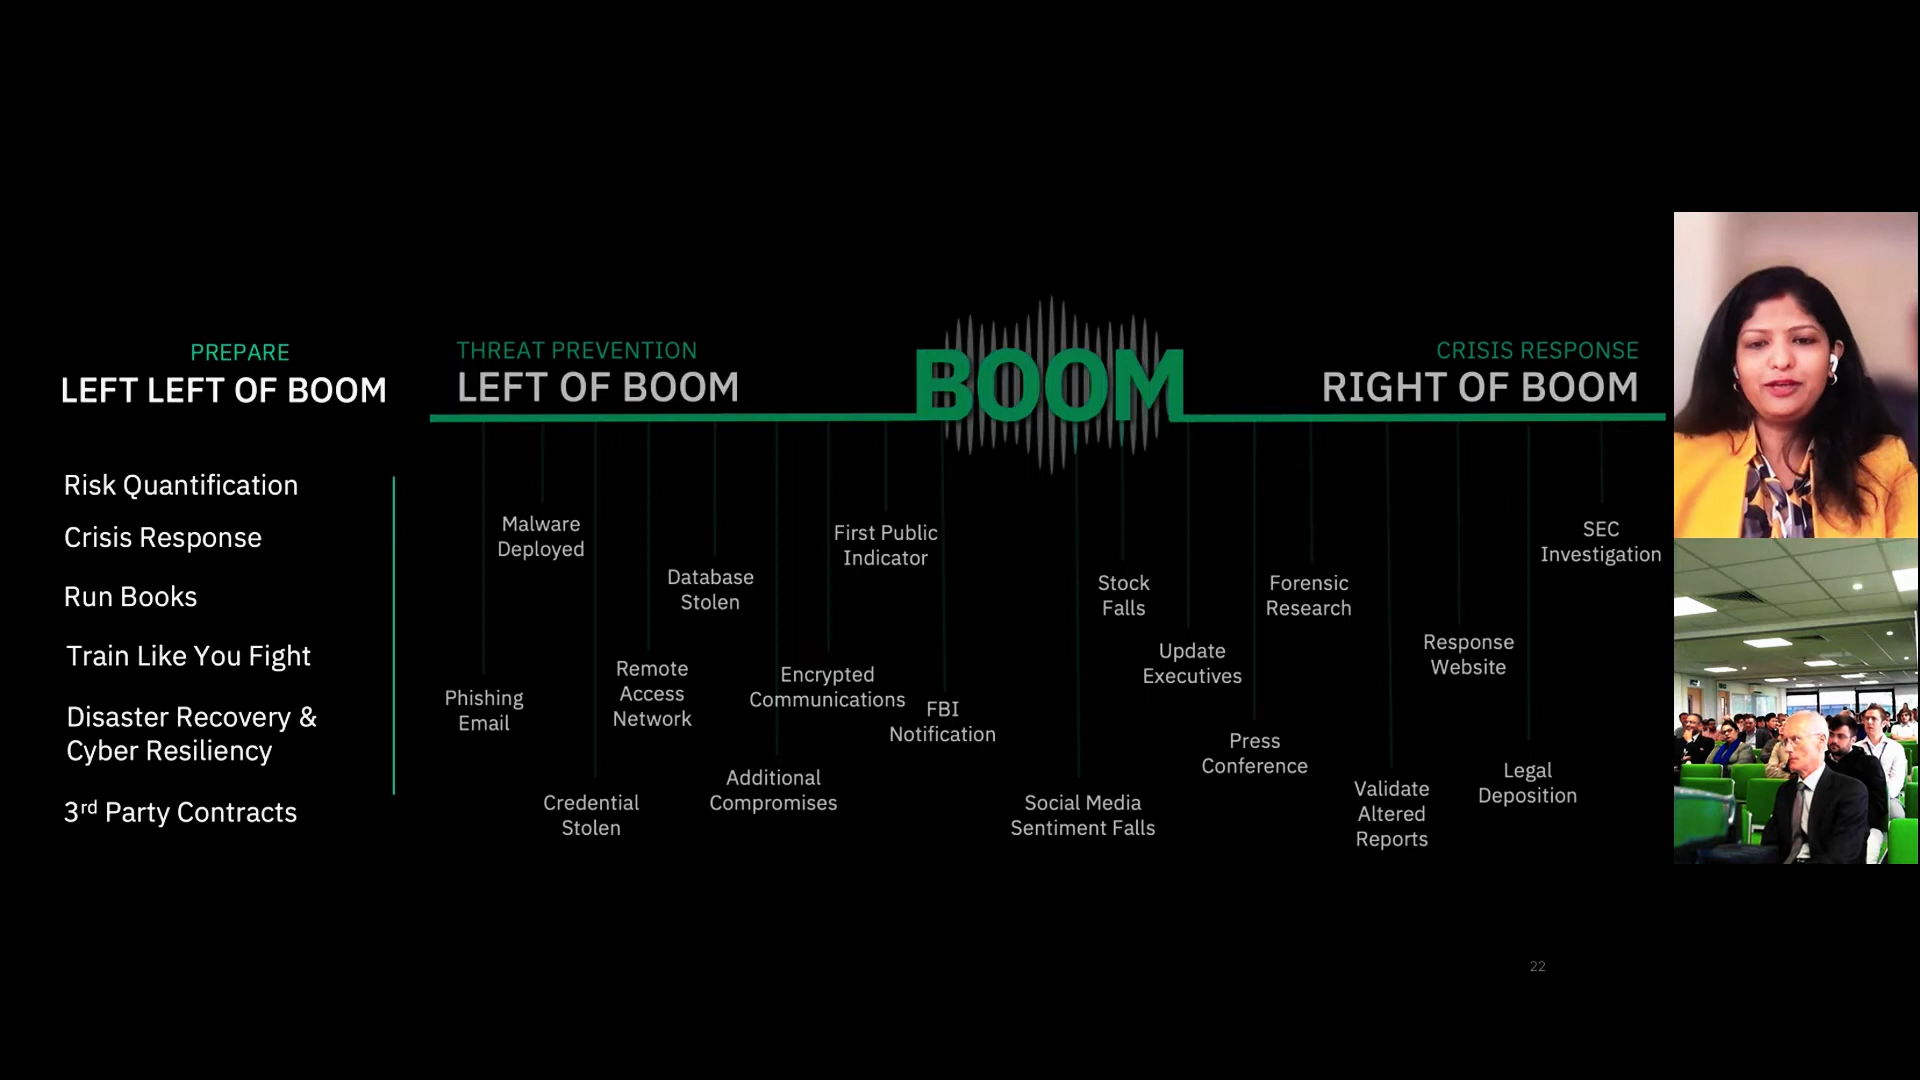 PREPARE
LEFT LEFT OF BOOM
Risk Quantification
Crisis Response
Run Books
Train Like You Fight
Disaster Recovery &
Cyber Resiliency
3rd Party Contracts
THREAT PREVENTION
LEFT OF BOOM
BOOM
CRISIS RESPONSE
RIGHT OF BOOM
Phishing
Email
Malware
Deployed
Credential
Stolen
Remote
Access
Network
Database
Stolen
Additional
Compromises
Encrypted
Communications
First Public
Indicator
FBI
Notification
Social Media
Sentiment Falls
Stock
Falls
Update
Executives
Press
Conference
Forensic
Research
Validate
Altered
Reports
Response
Website
Legal
Deposition
SEC
Investigation
22